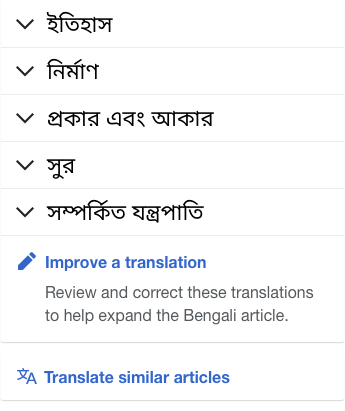 ইতিহাস
নির্মাণ
প্রকার এবং আকার
সুর
সম্পর্কিত যন্ত্রপাতি
Improve a translation
Review and correct these translations
to help expand the Bengali article.
Translate similar articles